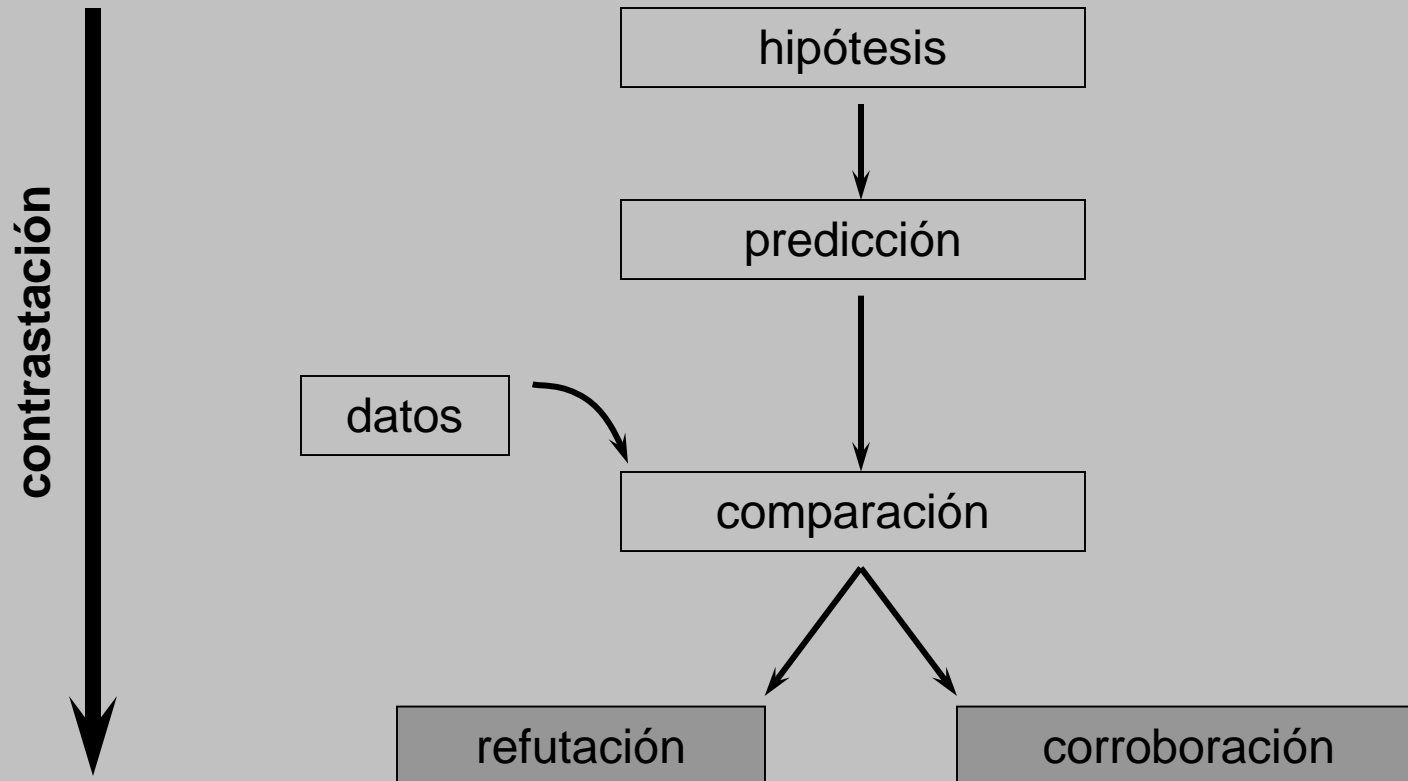 hipótesis
predicción
contrastación
datos
comparación
refutación
corroboración